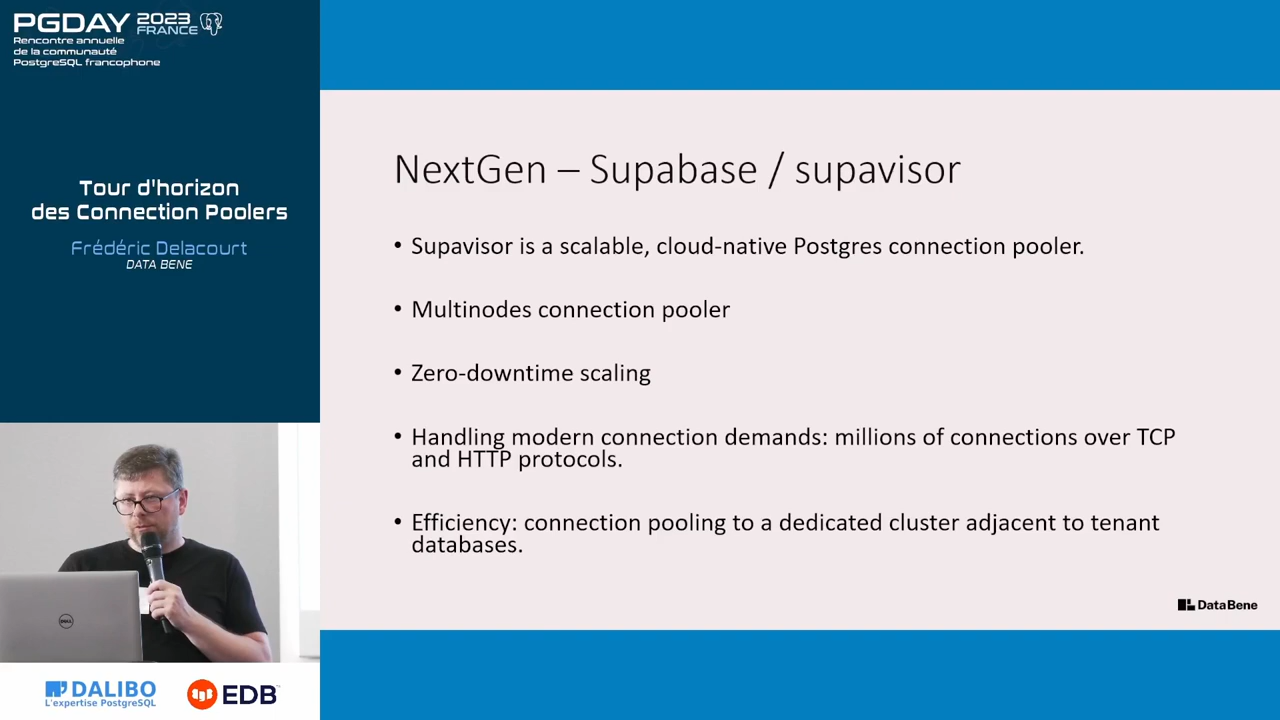 PGDAY 2023 FRANCE
Rencontre annuelle
de la communauté
PostgreSQL francophone
Tour d'horizon
des Connection Poolers
Frédéric Delacourt
DATA BENE
NextGen – Supabase / supavisor
• Supavisor is a scalable, cloud-native Postgres connection pooler.
• Multinodes connection pooler
• Zero-downtime scaling
• Handling modern connection demands: millions of connections over TCP
and HTTP protocols.
• Efficiency: connection pooling to a dedicated cluster adjacent to tenant
databases.
Data Bene
DELL
DALIBO
L'expertise PostgreSQL
EDB